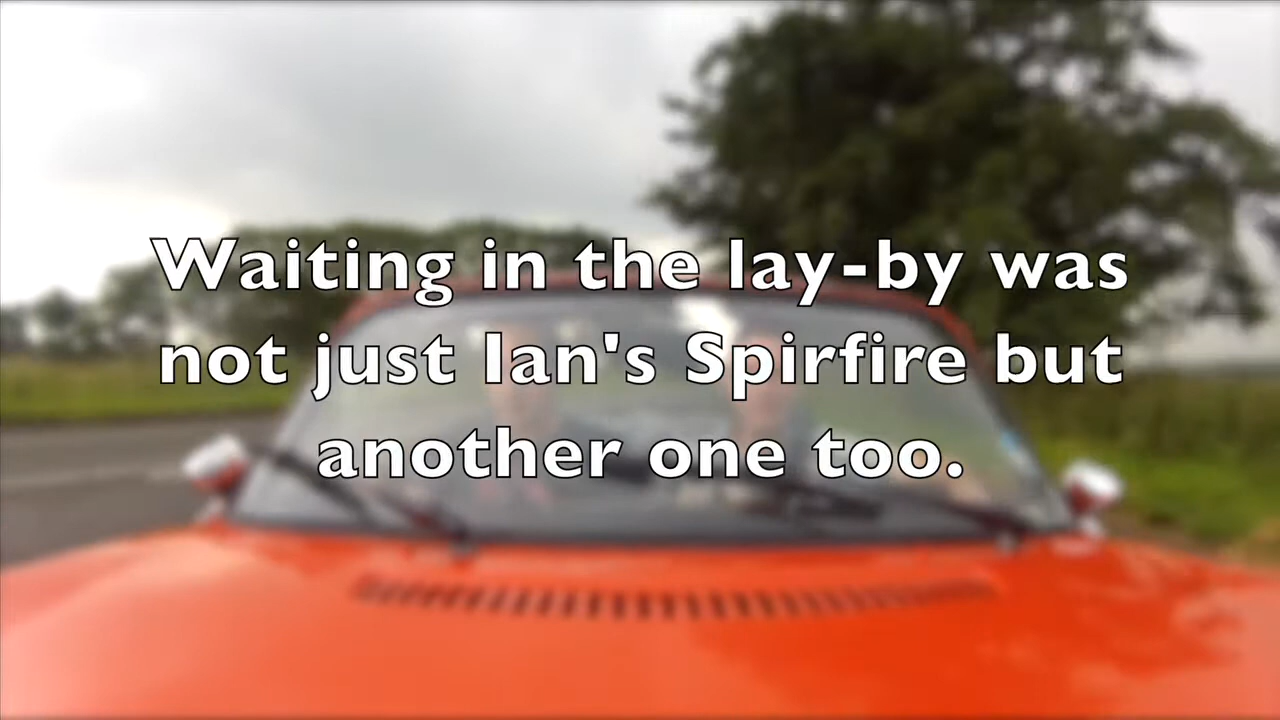 Waiting in the lay-by was
not just Ian's Spirfire but
another one too.